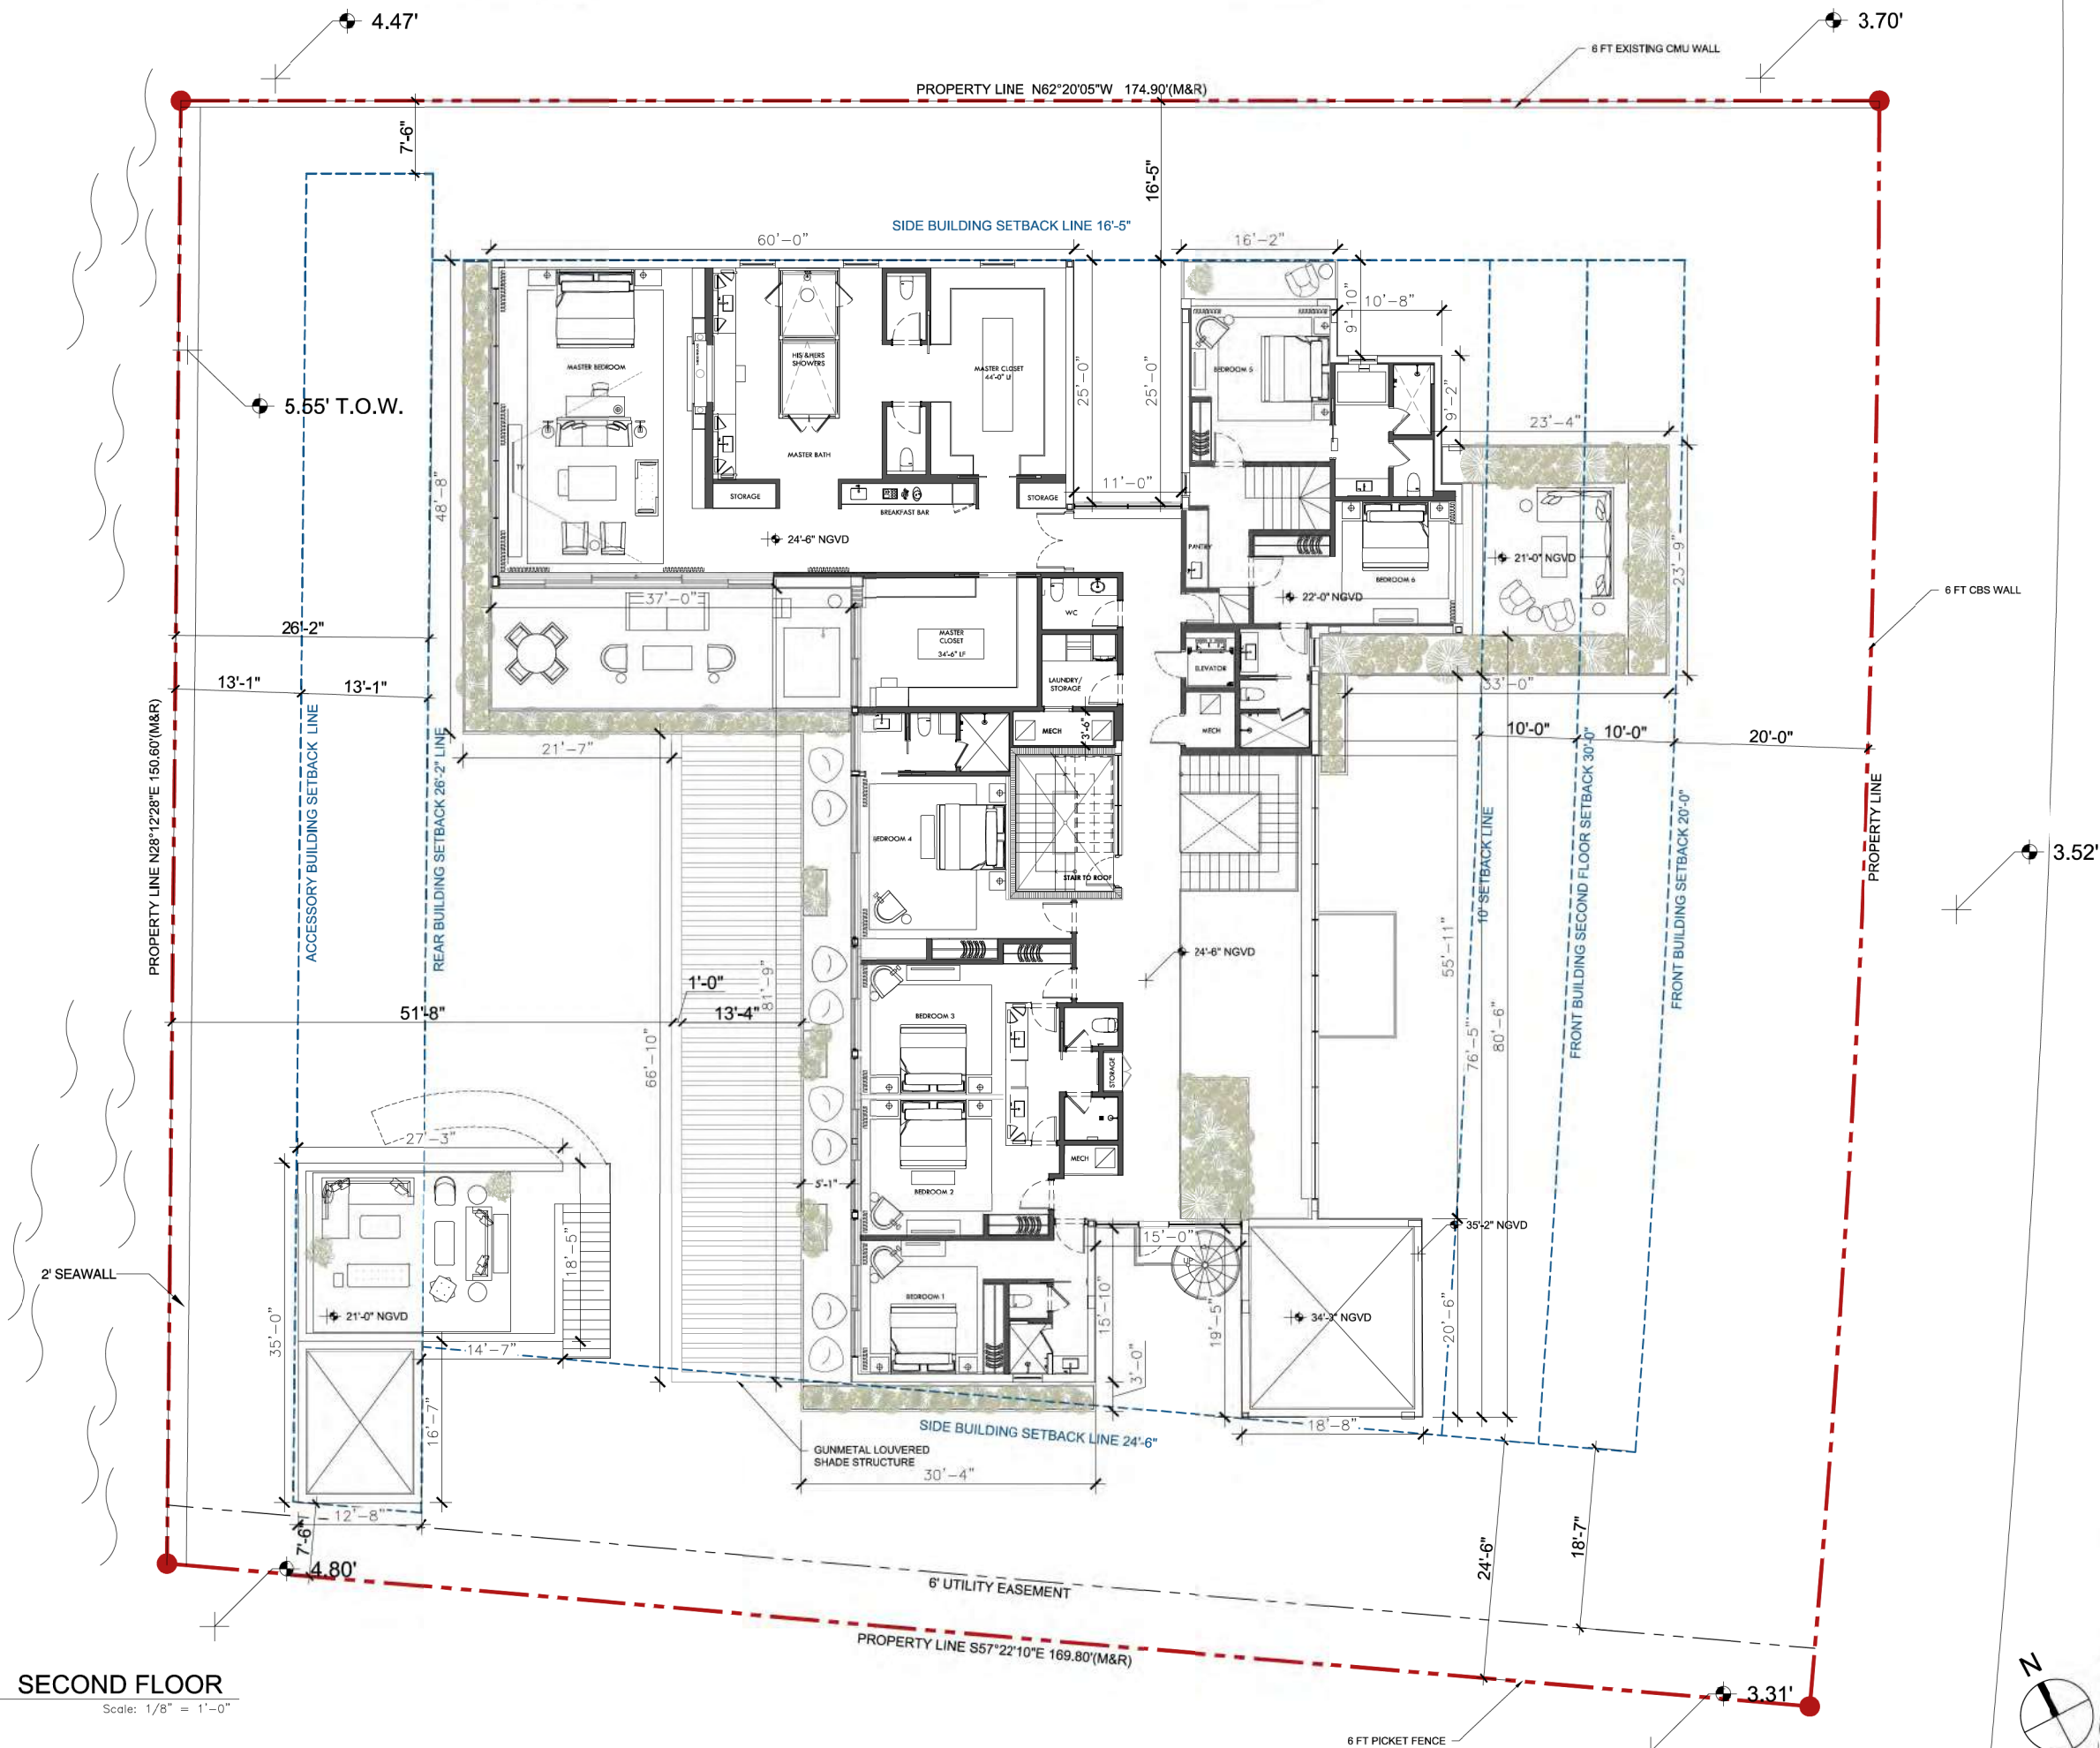 4.47'
3.70'
6 FT EXISTING CMU WALL
PROPERTY LINE N62°20'05"W 174.90'(M&R)
7'-6"
16'-5"
SIDE BUILDING SETBACK LINE 16'-5"
60'-0"
16'-2"
9'-10"
10'-8"
MASTER BEDROOM
HIS &HERS
SHOWERS
MASTER CLOSET
44'-0" LF
25'-0"
25'-0"
BEDROOM 5
9'-2"
23'-4"
5.55' T.O.W.
TV
MASTER BATH
48'-8"
STORAGE
BREAKFAST BAR
STORAGE
11'-0"
24'-6" NGVD
PANTRY
21'-0" NGVD
23'-9"
BEDROOM 6
22'-0" NGVD
6 FT CBS WALL
37'-0"
WC
MASTER
CLOSET
34'-6" LF
26'-2"
ELEVATOR
LAUNDRY/
STORAGE
13'-1"
13'-1"
33'-0"
MECH
3'-6"
MECH
10'-0"
10'-0"
20'-0"
21'-7"
PROPERTY LINE N28°12'28"E 150.60'(M&R)
ACCESSORY BUILDING SETBACK LINE
REAR BUILDING SETBACK 26'-2" LINE
BEDROOM 4
STAIR TO ROOF
10' SETBACK LINE
FRONT BUILDING SECOND FLOOR SETBACK 30'-0"
FRONT BUILDING SETBACK 20'-0"
PROPERTY LINE
3.52'
24'-6" NGVD
55'-11"
1'-0"
81'-9"
51'-8"
13'-4"
BEDROOM 3
76'-5"
80'-6"
66'-10"
STORAGE
27'-3"
MECH
5'-1"
BEDROOM 2
35'-2" NGVD
15'-0"
18'-5"
2' SEAWALL
BEDROOM 1
15'-10"
19'-5"
20'-6"
21'-0" NGVD
34'-3" NGVD
35'-0"
14'-7"
3'-0"
16'-7"
SIDE BUILDING SETBACK LINE 24'-6"
18'-8"
GUNMETAL LOUVERED
SHADE STRUCTURE
30'-4"
12'-8"
7'-6"
24'-6"
18'-7"
4.80'
6' UTILITY EASEMENT
PROPERTY LINE S57°22'10"E 169.80'(M&R)
SECOND FLOOR
Scale: 1/8" = 1'-0"
3.31'
6 FT PICKET FENCE
N